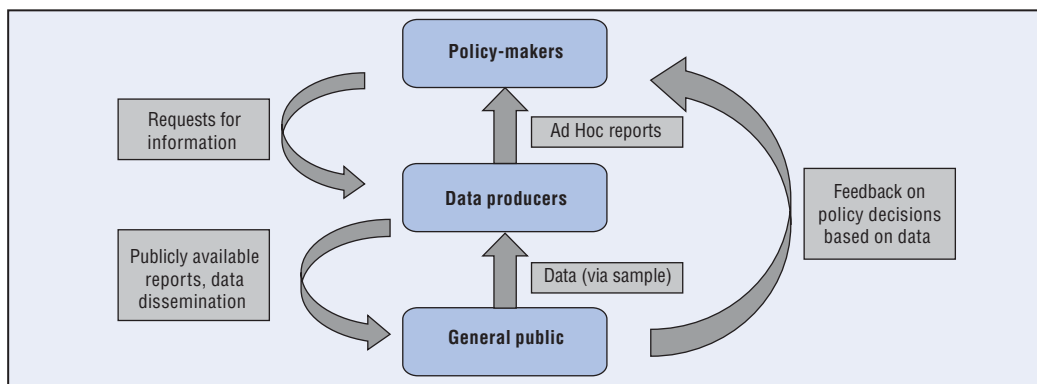 Policy-makers
Requests for
information
Ad Hoc reports
Data producers
Feedback on
policy decisions
based on data
Publicly available
reports, data
dissemination
Data (via sample)
General public